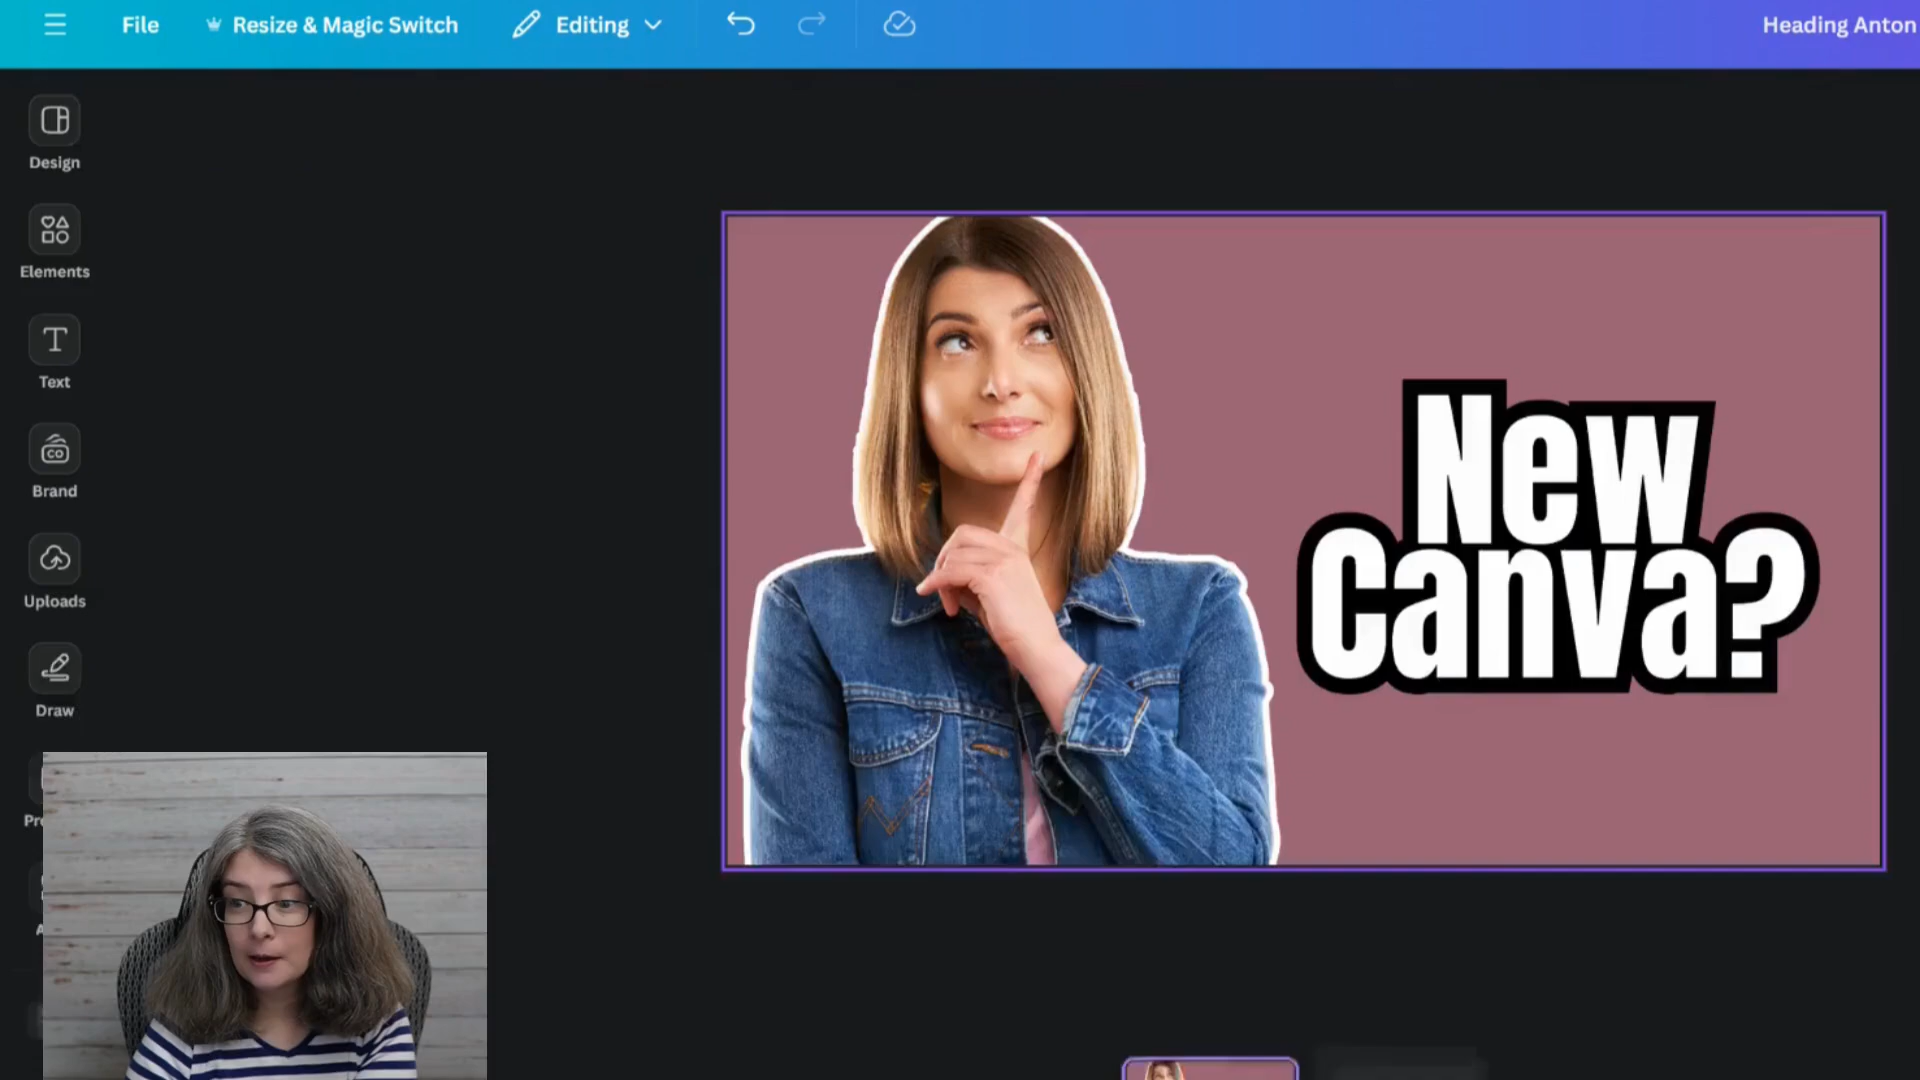 File
Resize & Magic Switch
Editing
Heading Anton
Design
Elements
Text
Brand
Uploads
Draw
New
Canva?